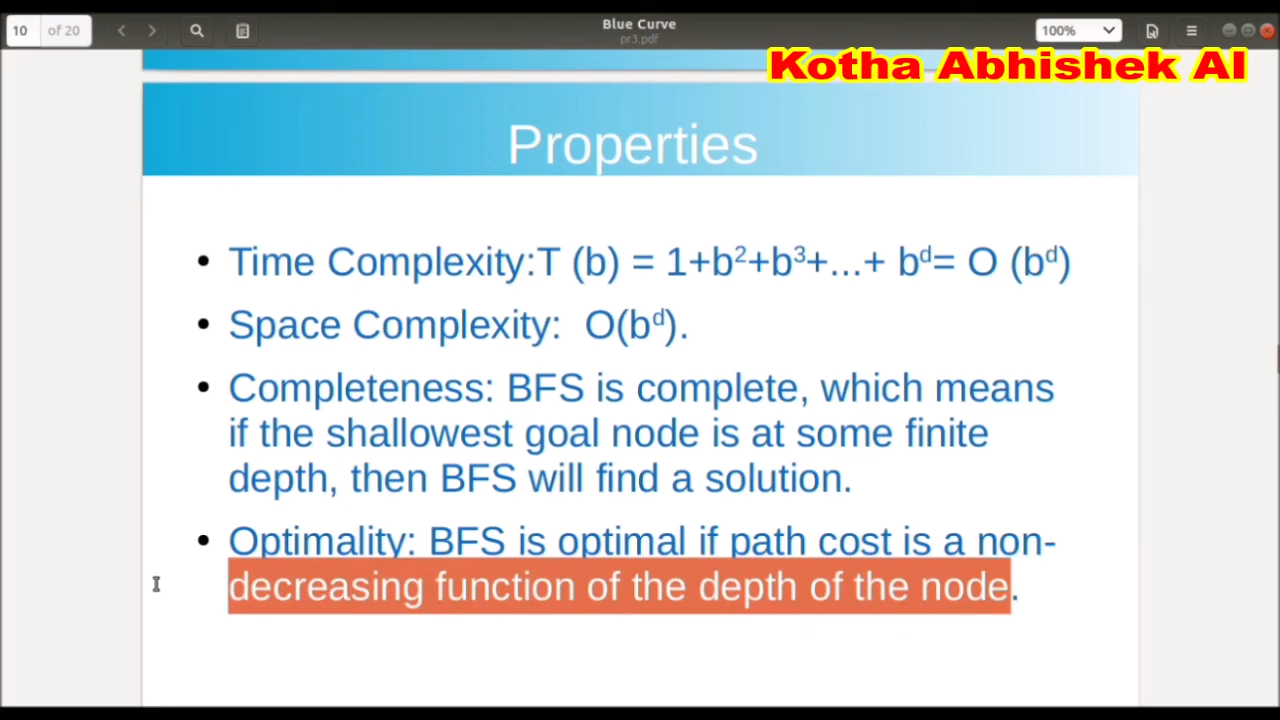 10 of 20
Blue Curve
pr3.pdf
100%
Kotha Abhishek AI
Properties
• Time Complexity:T (b) = 1+b²+b³+...+ bᵈ= O (bᵈ)
• Space Complexity: O(bᵈ).
• Completeness: BFS is complete, which means
if the shallowest goal node is at some finite
depth, then BFS will find a solution.
• Optimality: BFS is optimal if path cost is a non-
decreasing function of the depth of the node.